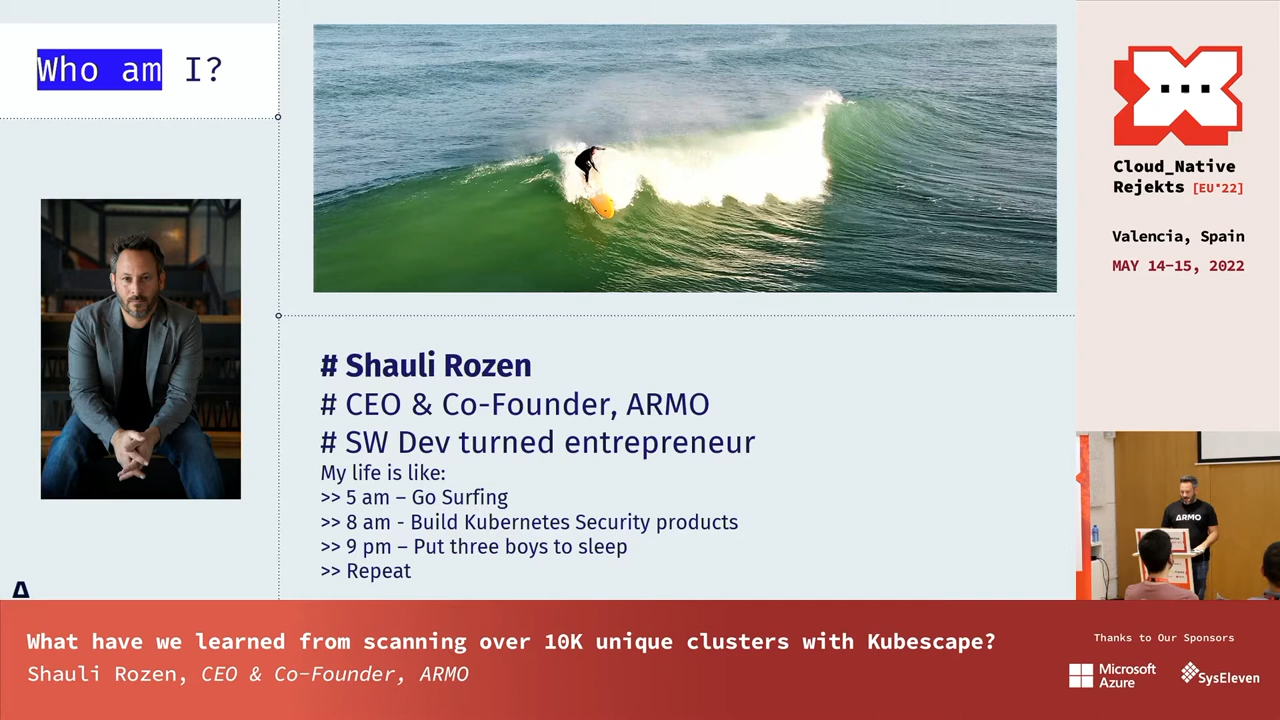 Who am I?
# Shauli Rozen
# CEO & Co-Founder, ARMO
# SW Dev turned entrepreneur
My life is like:
>> 5 am – Go Surfing
>> 8 am - Build Kubernetes Security products
>> 9 pm – Put three boys to sleep
>> Repeat
A
Cloud_Native
Rejekts [EU'22]
Valencia, Spain
MAY 14-15, 2022
ARMO
What have we learned from scanning over 10K unique clusters with Kubescape?
Shauli Rozen, CEO & Co-Founder, ARMO
Thanks to Our Sponsors
Microsoft
Azure
SysEleven